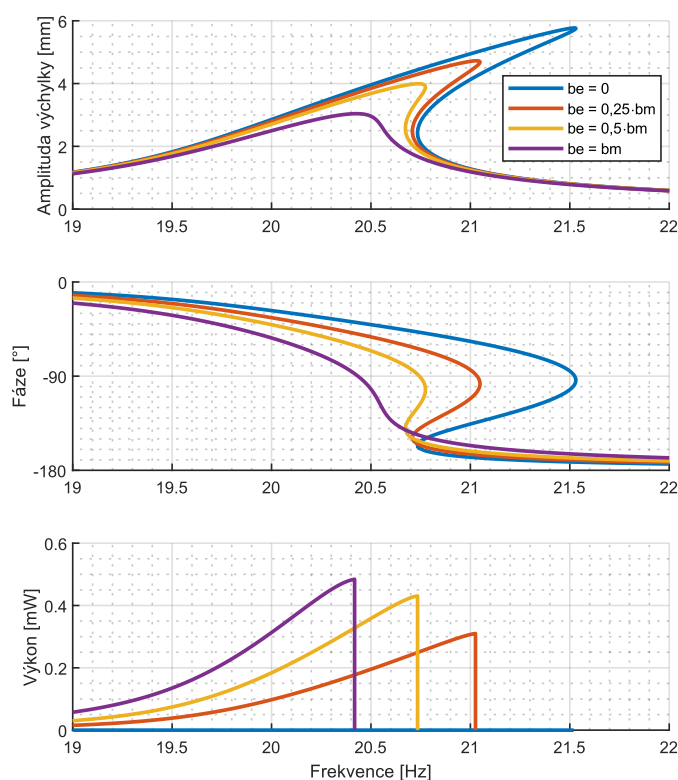 Amplituda výchylky [mm]
6
4
2
0
be = 0
be = 0,25·bm
be = 0,5·bm
be = bm
19 19.5 20 20.5 21 21.5 22
Fáze [°]
0
-90
-180
19 19.5 20 20.5 21 21.5 22
Výkon [mW]
0.6
0.4
0.2
0
19 19.5 20 20.5 21 21.5 22
Frekvence [Hz]